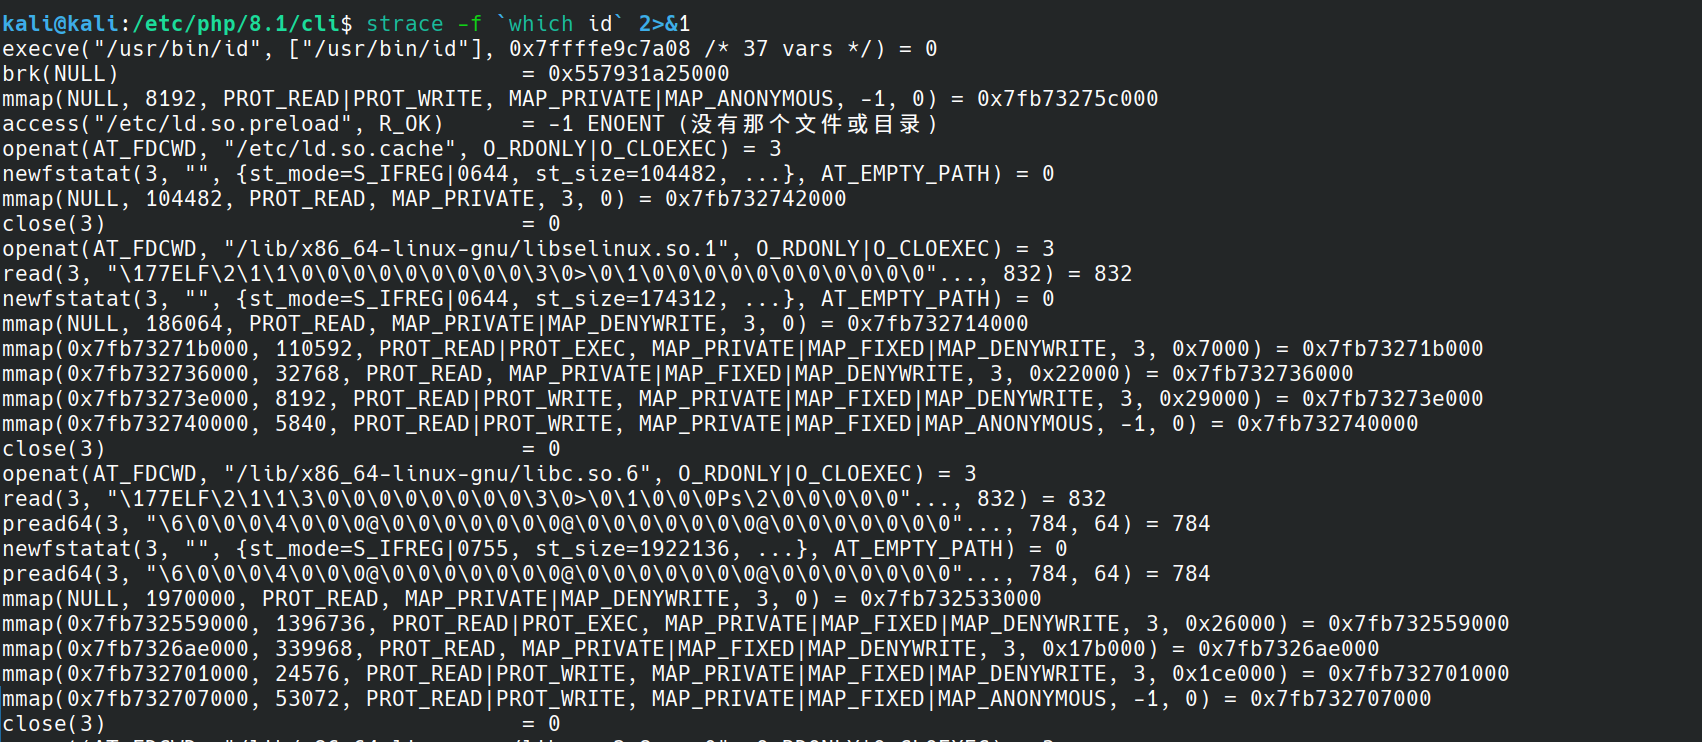 kali@kali:/etc/php/8.1/cli$ strace -f `which id` 2>&1
execve("/usr/bin/id", ["/usr/bin/id"], 0x7ffffe9c7a08 /* 37 vars */) = 0
brk(NULL)                               = 0x557931a25000
mmap(NULL, 8192, PROT_READ|PROT_WRITE, MAP_PRIVATE|MAP_ANONYMOUS, -1, 0) = 0x7fb73275c000
access("/etc/ld.so.preload", R_OK)      = -1 ENOENT (没有那个文件或目录)
openat(AT_FDCWD, "/etc/ld.so.cache", O_RDONLY|O_CLOEXEC) = 3
newfstatat(3, "", {st_mode=S_IFREG|0644, st_size=104482, ...}, AT_EMPTY_PATH) = 0
mmap(NULL, 104482, PROT_READ, MAP_PRIVATE, 3, 0) = 0x7fb732742000
close(3)                                = 0
openat(AT_FDCWD, "/lib/x86_64-linux-gnu/libselinux.so.1", O_RDONLY|O_CLOEXEC) = 3
read(3, "\177ELF\2\1\1\0\0\0\0\0\0\0\0\0\3\0>\0\1\0\0\0\0\0\0\0\0\0\0\0"..., 832) = 832
newfstatat(3, "", {st_mode=S_IFREG|0644, st_size=174312, ...}, AT_EMPTY_PATH) = 0
mmap(NULL, 186064, PROT_READ, MAP_PRIVATE|MAP_DENYWRITE, 3, 0) = 0x7fb732714000
mmap(0x7fb73271b000, 110592, PROT_READ|PROT_EXEC, MAP_PRIVATE|MAP_FIXED|MAP_DENYWRITE, 3, 0x7000) = 0x7fb73271b000
mmap(0x7fb732736000, 32768, PROT_READ, MAP_PRIVATE|MAP_FIXED|MAP_DENYWRITE, 3, 0x22000) = 0x7fb732736000
mmap(0x7fb73273e000, 8192, PROT_READ|PROT_WRITE, MAP_PRIVATE|MAP_FIXED|MAP_DENYWRITE, 3, 0x29000) = 0x7fb73273e000
mmap(0x7fb732740000, 5840, PROT_READ|PROT_WRITE, MAP_PRIVATE|MAP_FIXED|MAP_ANONYMOUS, -1, 0) = 0x7fb732740000
close(3)                                = 0
openat(AT_FDCWD, "/lib/x86_64-linux-gnu/libc.so.6", O_RDONLY|O_CLOEXEC) = 3
read(3, "\177ELF\2\1\1\3\0\0\0\0\0\0\0\0\3\0>\0\1\0\0\0Ps\2\0\0\0\0\0"..., 832) = 832
pread64(3, "\6\0\0\0\4\0\0\0@\0\0\0\0\0\0\0@\0\0\0\0\0\0\0@\0\0\0\0\0\0\0"..., 784, 64) = 784
newfstatat(3, "", {st_mode=S_IFREG|0755, st_size=1922136, ...}, AT_EMPTY_PATH) = 0
pread64(3, "\6\0\0\0\4\0\0\0@\0\0\0\0\0\0\0@\0\0\0\0\0\0\0@\0\0\0\0\0\0\0"..., 784, 64) = 784
mmap(NULL, 1970000, PROT_READ, MAP_PRIVATE|MAP_DENYWRITE, 3, 0) = 0x7fb732533000
mmap(0x7fb732559000, 1396736, PROT_READ|PROT_EXEC, MAP_PRIVATE|MAP_FIXED|MAP_DENYWRITE, 3, 0x26000) = 0x7fb732559000
mmap(0x7fb7326ae000, 339968, PROT_READ, MAP_PRIVATE|MAP_FIXED|MAP_DENYWRITE, 3, 0x17b000) = 0x7fb7326ae000
mmap(0x7fb732701000, 24576, PROT_READ|PROT_WRITE, MAP_PRIVATE|MAP_FIXED|MAP_DENYWRITE, 3, 0x1ce000) = 0x7fb732701000
mmap(0x7fb732707000, 53072, PROT_READ|PROT_WRITE, MAP_PRIVATE|MAP_FIXED|MAP_ANONYMOUS, -1, 0) = 0x7fb732707000
close(3)                                = 0